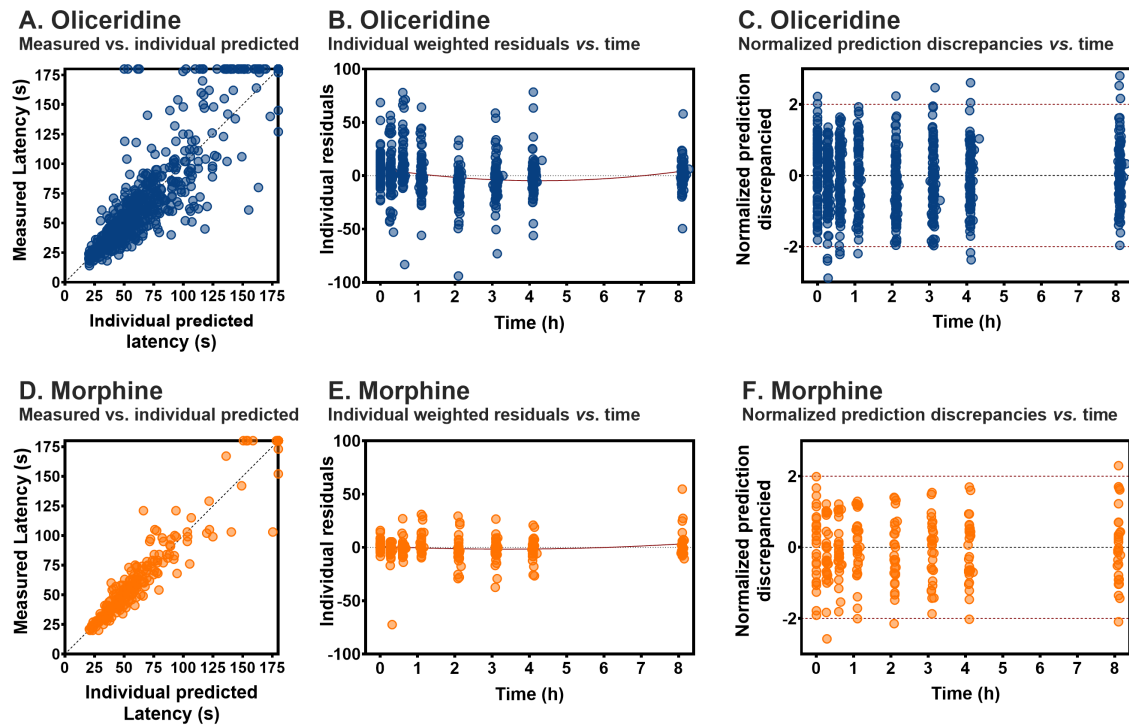 A. Oliceridine
Measured vs. individual predicted
Measured Latency (s)
175
150
125
100
75
50
25
0
0 25 50 75 100 125 175
Individual predicted
latency (s)
B. Oliceridine
Individual weighted residuals vs. time
Individual residuals
100
50
0
-50
-100
0 1 2 3 4 5 6 7 8
Time (h)
C. Oliceridine
Normalized prediction discrepancies vs. time
Normalized prediction
discrepancied
2
0
-2
0 1 2 3 4 5 6 7 8
Time (h)
D. Morphine
Measured vs. individual predicted
Measured Latency (s)
175
150
125
100
75
50
25
0
0 25 50 75 100 125 175
Individual predicted
Latency (s)
E. Morphine
Individual weighted residuals vs. time
Individual residuals
100
50
0
-50
-100
0 1 2 3 4 5 6 7 8
Time (h)
F. Morphine
Normalized prediction discrepancies vs. time
Normalized prediction
discrepancied
2
0
-2
0 1 2 3 4 5 6 7 8
Time (h)